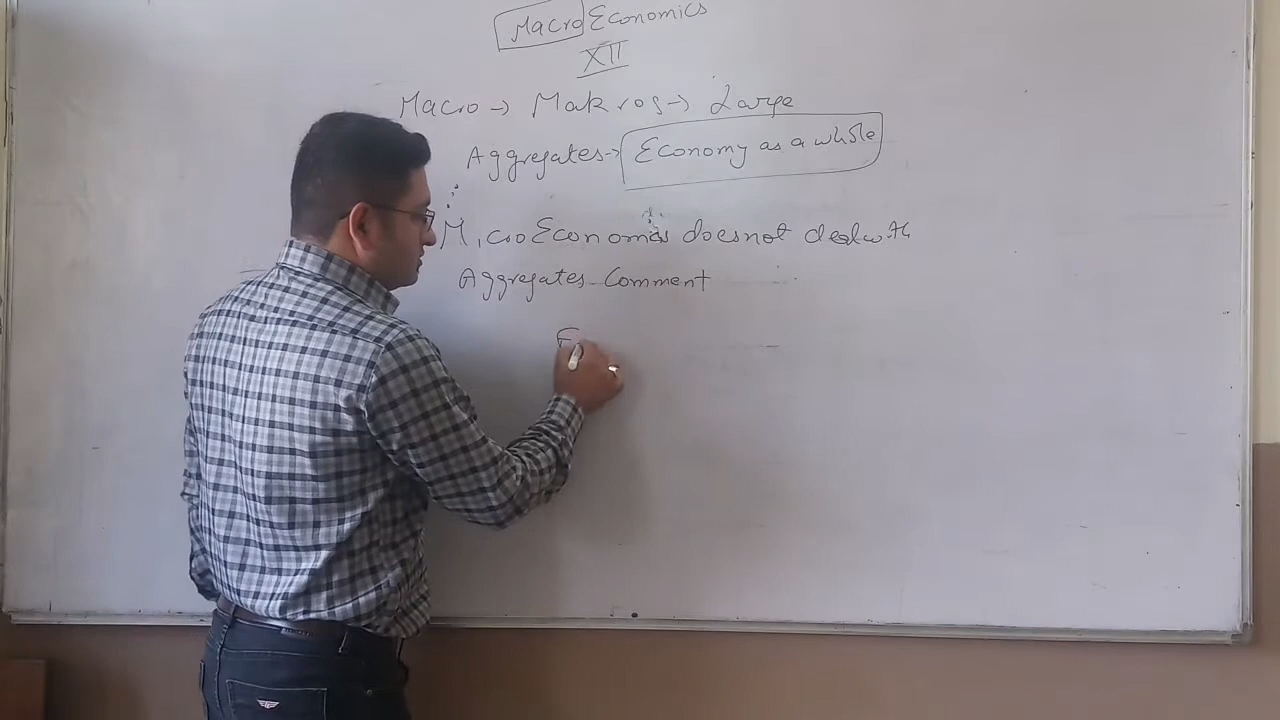 Macro Economics
XII
Macro → Makros → Large
Aggregates → Economy as a whole
Micro Economics does not deal with
Aggregates Comment
F